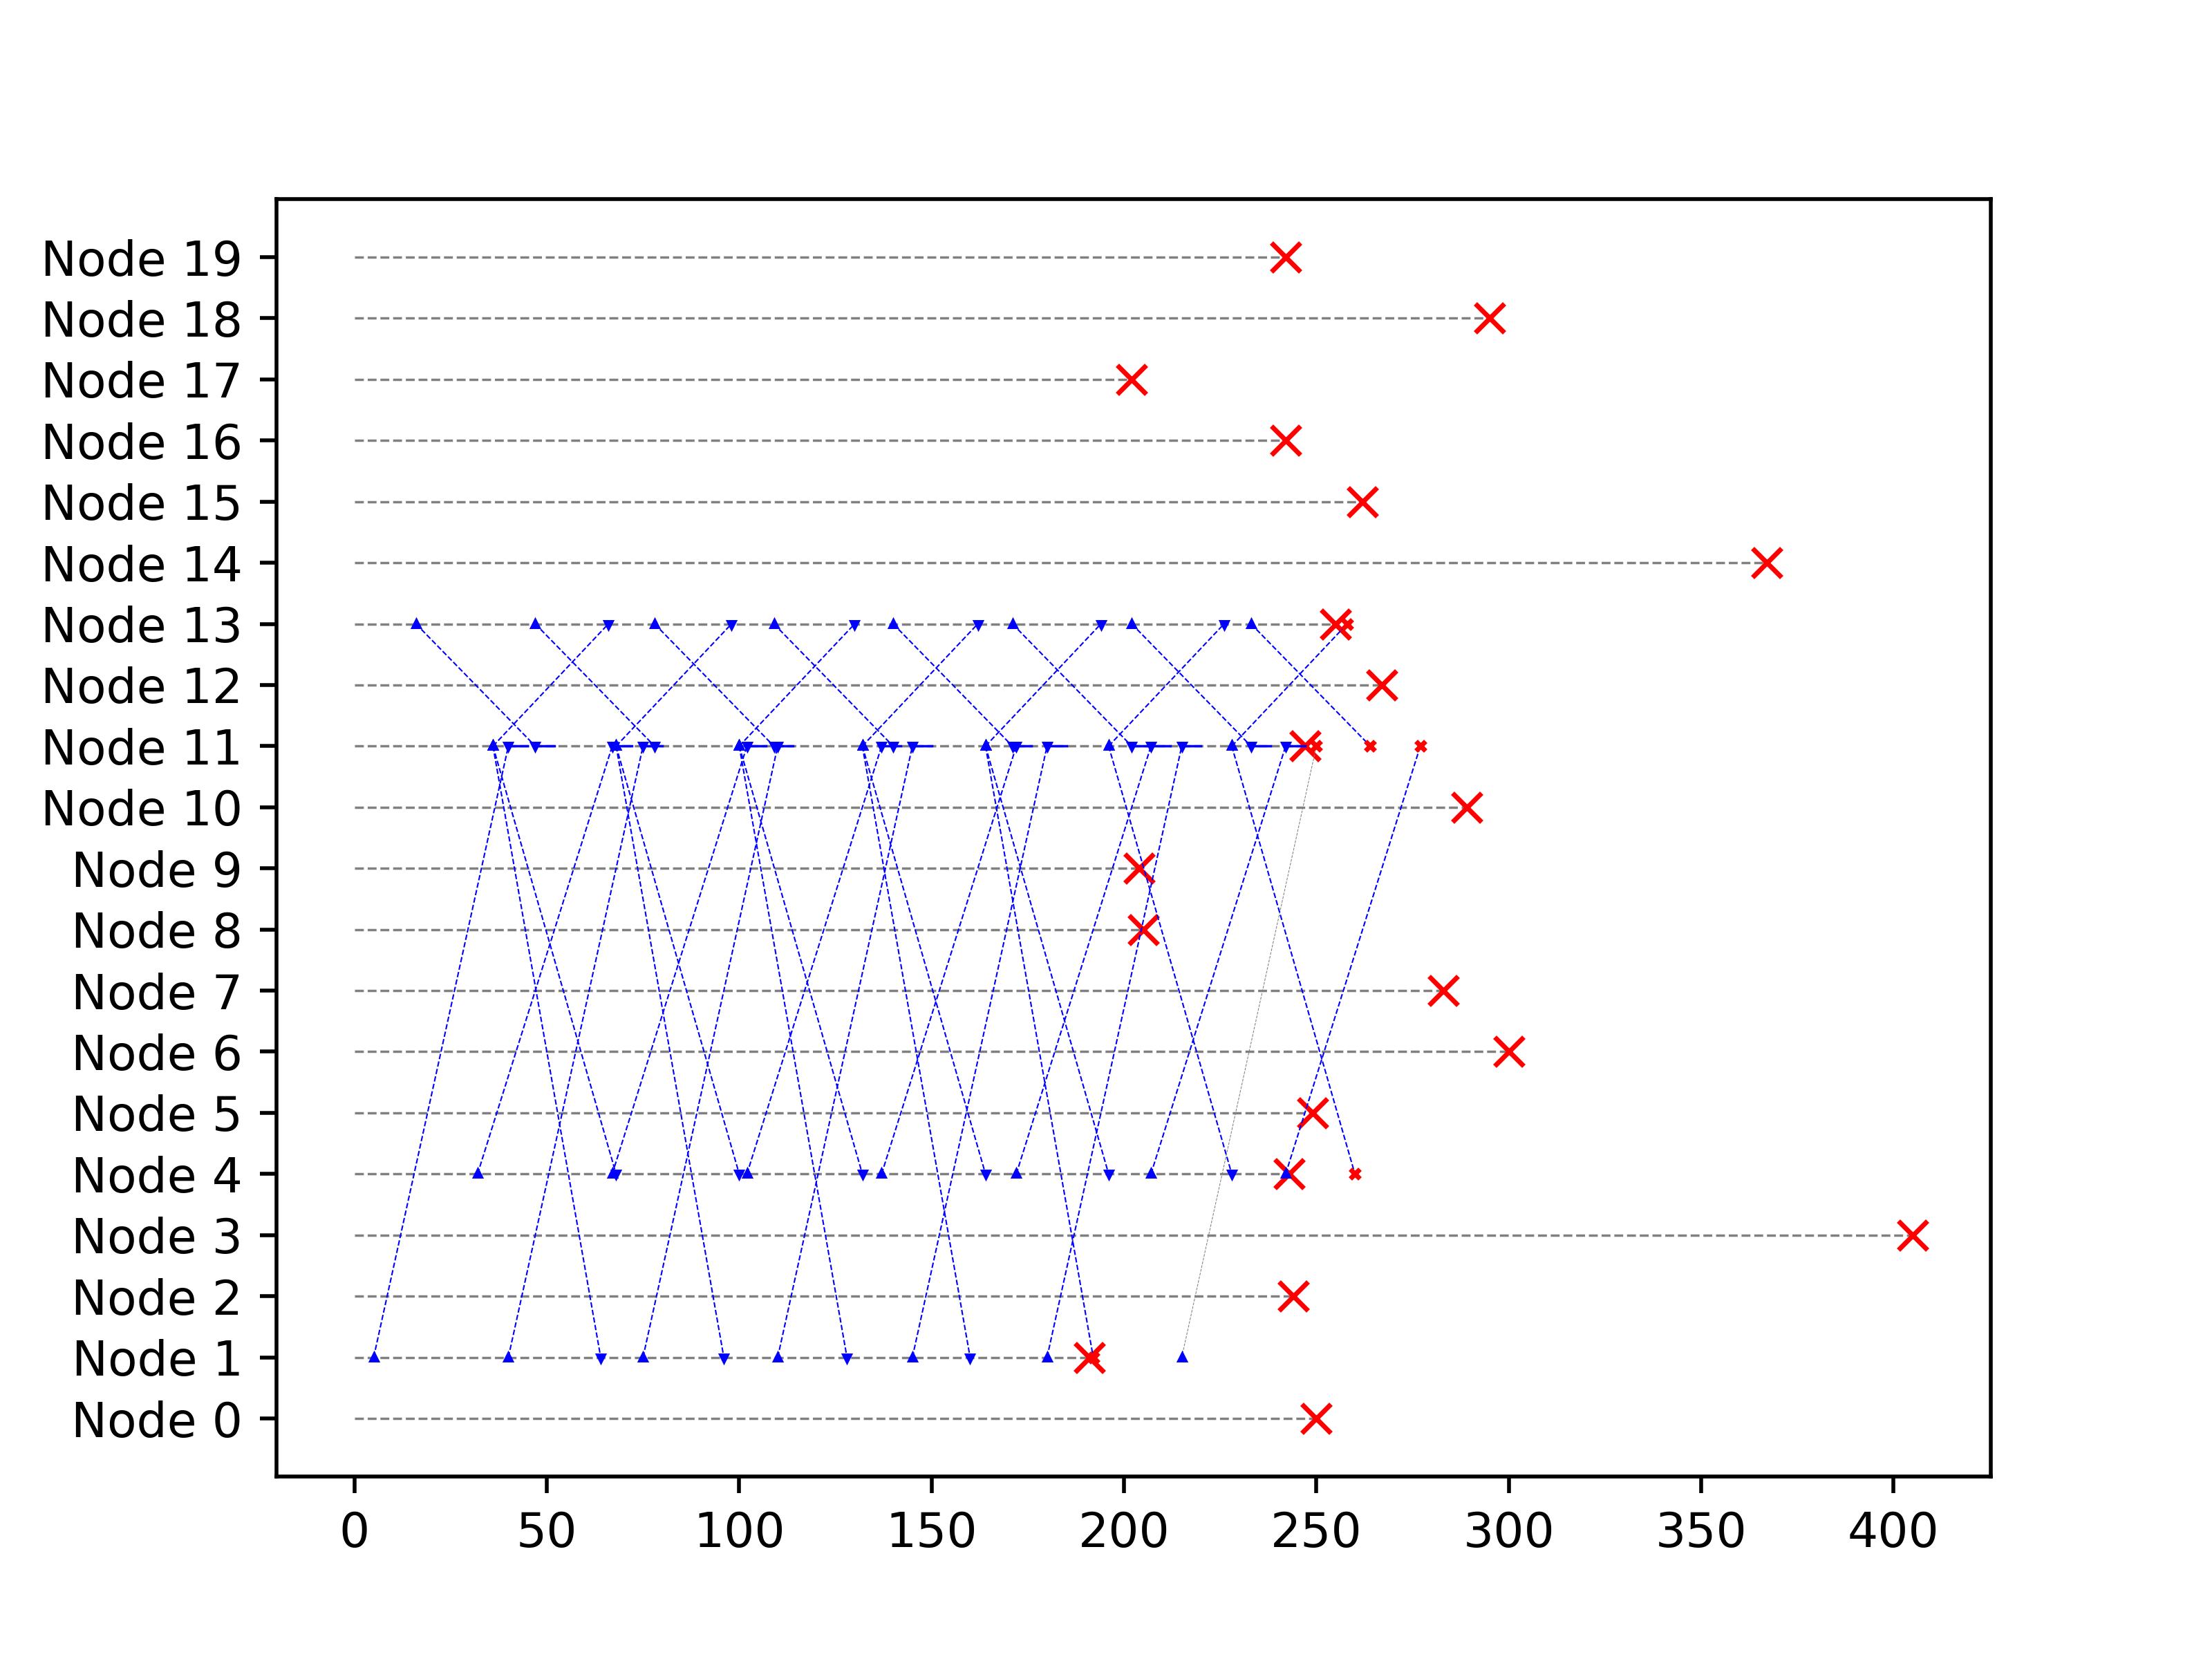 Node 19
Node 18
Node 17
Node 16
Node 15
Node 14
Node 13
Node 12
Node 11
Node 10
Node 9
Node 8
Node 7
Node 6
Node 5
Node 4
Node 3
Node 2
Node 1
Node 0
0 50 100 150 200 250 300 350 400